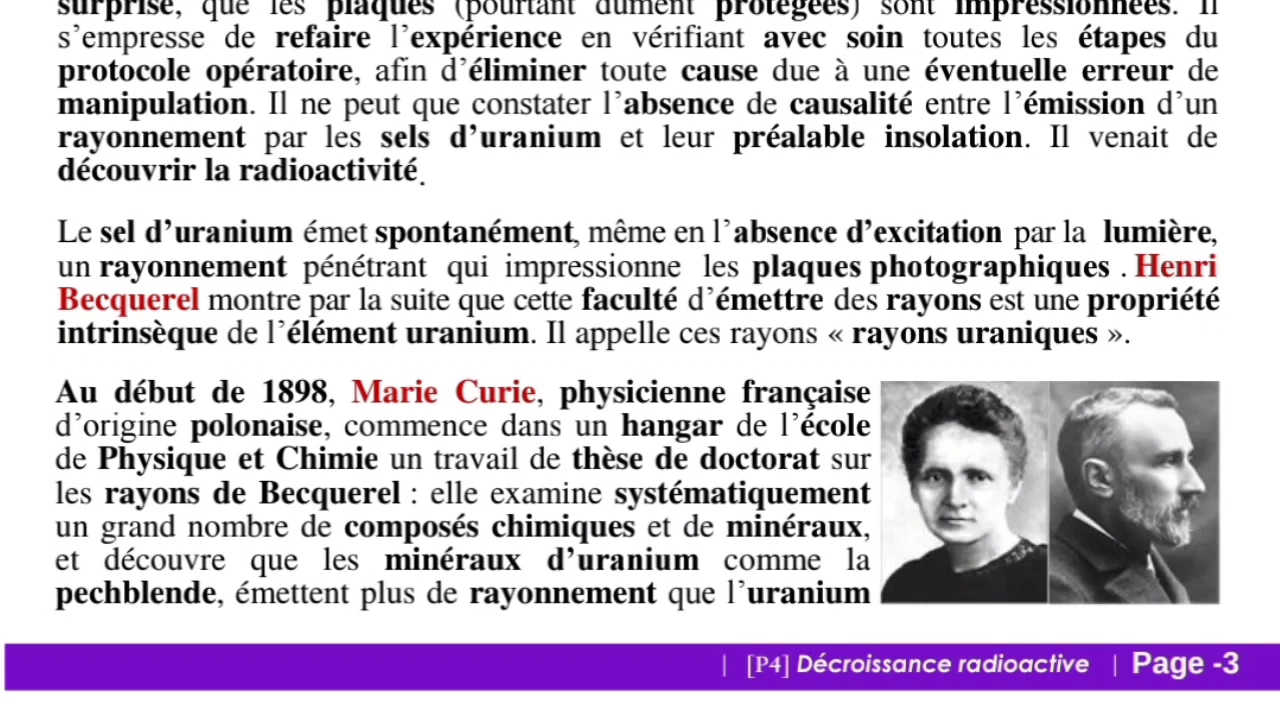 surprise, que les plaques (pourtant dument protégées) sont impressionnées. Il
s’empresse de refaire l’expérience en vérifiant avec soin toutes les étapes du
protocole opératoire, afin d’éliminer toute cause due à une éventuelle erreur de
manipulation. Il ne peut que constater l’absence de causalité entre l’émission d’un
rayonnement par les sels d’uranium et leur préalable insolation. Il venait de
découvrir la radioactivité.
Le sel d’uranium émet spontanément, même en l’absence d’excitation par la lumière,
un rayonnement pénétrant qui impressionne les plaques photographiques . Henri
Becquerel montre par la suite que cette faculté d’émettre des rayons est une propriété
intrinsèque de l’élément uranium. Il appelle ces rayons « rayons uraniques ».
Au début de 1898, Marie Curie, physicienne française
d’origine polonaise, commence dans un hangar de l’école
de Physique et Chimie un travail de thèse de doctorat sur
les rayons de Becquerel : elle examine systématiquement
un grand nombre de composés chimiques et de minéraux,
et découvre que les minéraux d’uranium comme la
pechblende, émettent plus de rayonnement que l’uranium
| [P4] Décroissance radioactive | Page -3